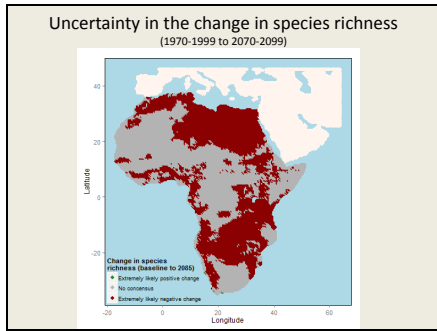 Uncertainty in the change in species richness
(1970-1999 to 2070-2099)
40
20
0
-20
Latitude
Change in species
richness (baseline to 2085)
Extremely likely positive change
No consensus
Extremely likely negative change
-20
0
20
40
60
Longitude